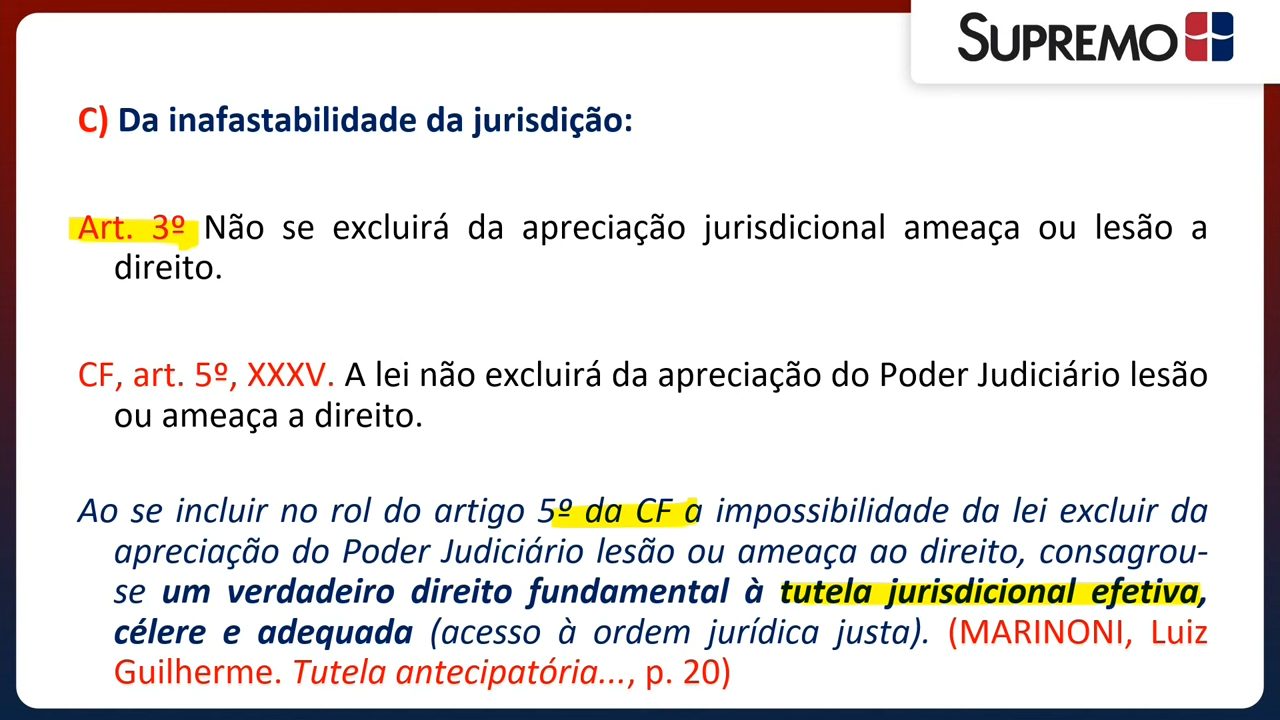 SUPREMO
C) Da inafastabilidade da jurisdição:
Art. 3º Não se excluirá da apreciação jurisdicional ameaça ou lesão a
direito.
CF, art. 5º, XXXV. A lei não excluirá da apreciação do Poder Judiciário lesão
ou ameaça a direito.
Ao se incluir no rol do artigo 5º da CF a impossibilidade da lei excluir da
apreciação do Poder Judiciário lesão ou ameaça ao direito, consagrou-
se um verdadeiro direito fundamental à tutela jurisdicional efetiva,
célere e adequada (acesso à ordem jurídica justa). (MARINONI, Luiz
Guilherme. Tutela antecipatória..., p. 20)